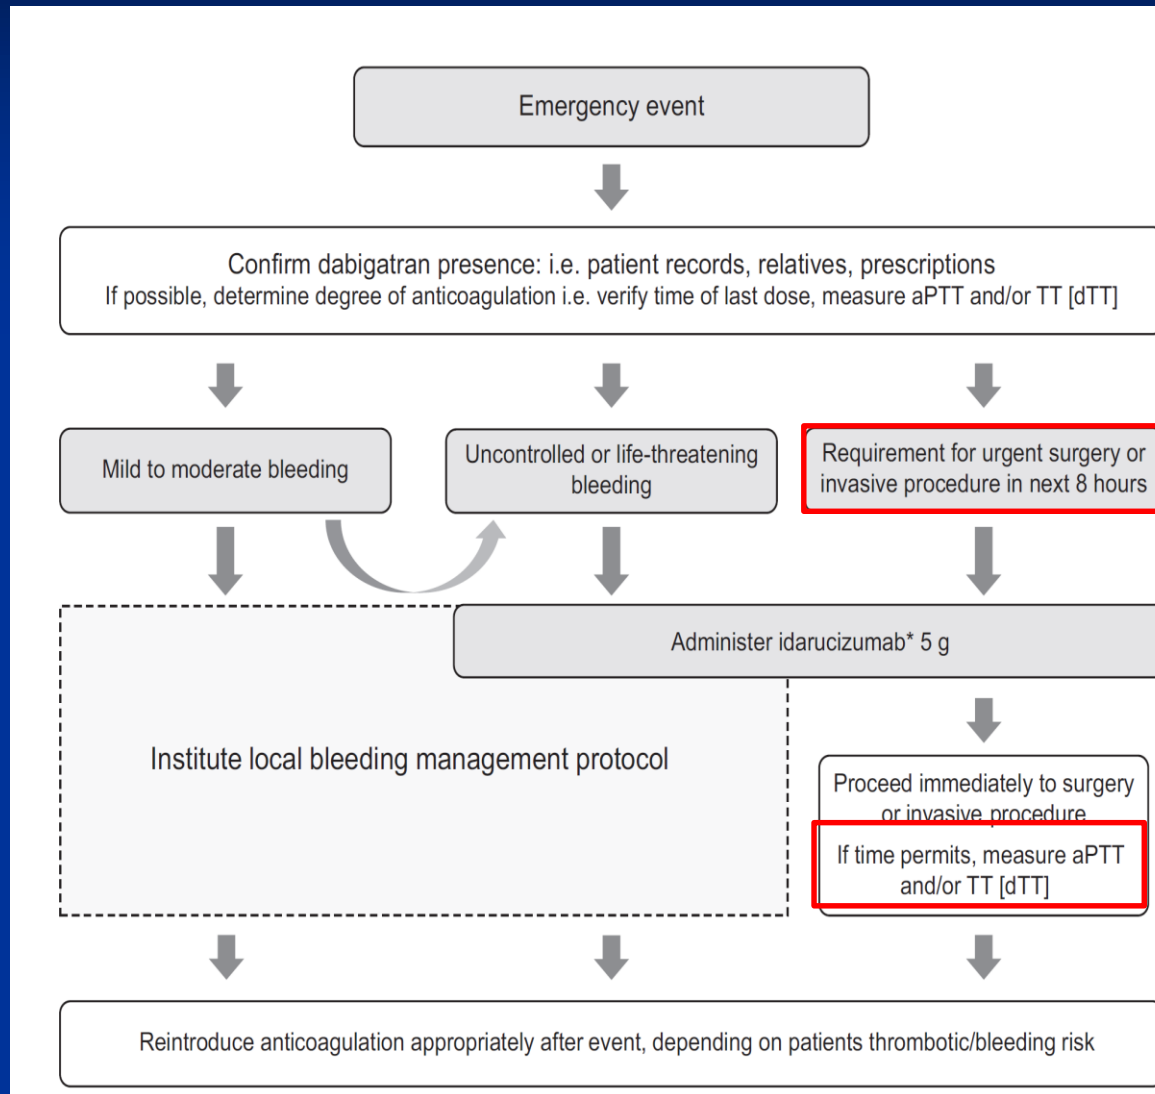 Emergency event
Confirm dabigatran presence: i.e. patient records, relatives, prescriptions
If possible, determine degree of anticoagulation i.e. verify time of last dose, measure aPTT and/or TT [dTT]
Mild to moderate bleeding
Uncontrolled or life-threatening
bleeding
Requirement for urgent surgery or
invasive procedure in next 8 hours
Administer idarucizumab* 5 g
Institute local bleeding management protocol
Proceed immediately to surgery
or invasive procedure
If time permits, measure aPTT
and/or TT [dTT]
Reintroduce anticoagulation appropriately after event, depending on patients thrombotic/bleeding risk